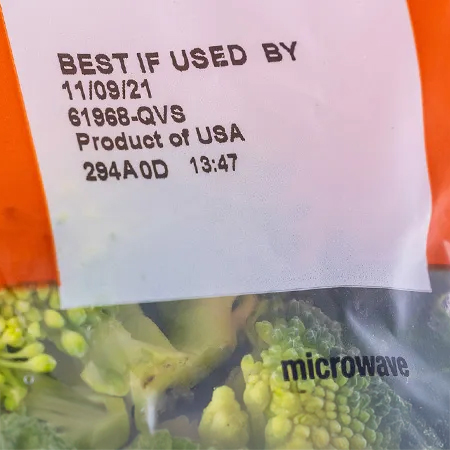 BEST IF USED BY
11/09/21
61968-QVS
Product of USA
294A0D 13:47
microwave